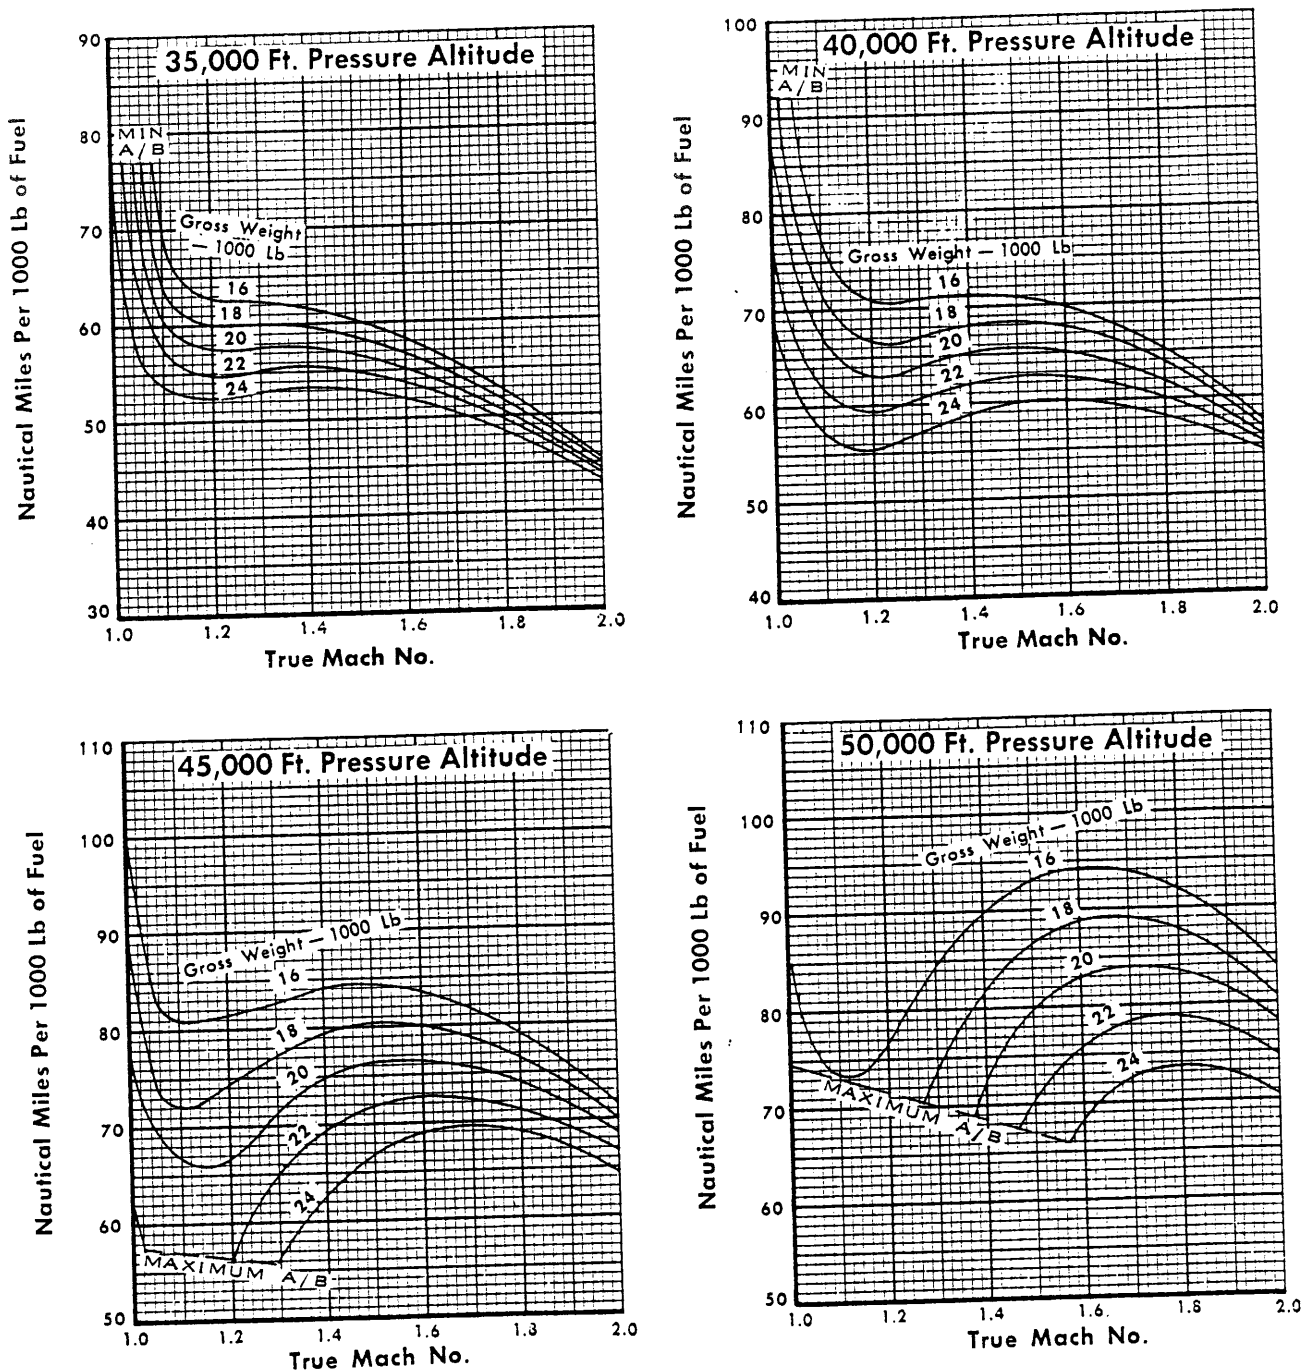 35,000 Ft. Pressure Altitude
Nautical Miles Per 1000 Lb of Fuel
90
80
70
60
50
40
30
MIN
A/B
Gross Weight
— 1000 Lb
16
18
20
22
24
1.0 1.2 1.4 1.6 1.8 2.0
True Mach No.
40,000 Ft. Pressure Altitude
Nautical Miles Per 1000 Lb of Fuel
100
90
80
70
60
50
40
MIN
A/B
Gross Weight — 1000 Lb
16
18
20
22
24
1.0 1.2 1.4 1.6 1.8 2.0
True Mach No.
45,000 Ft. Pressure Altitude
Nautical Miles Per 1000 Lb of Fuel
110
100
90
80
70
60
50
Gross Weight — 1000 Lb
16
18
20
22
24
MAXIMUM A/B
1.0 1.2 1.4 1.6 1.8 2.0
True Mach No.
50,000 Ft. Pressure Altitude
Nautical Miles Per 1000 Lb of Fuel
110
100
90
80
70
60
50
Gross Weight — 1000 Lb
16
18
20
22
24
MAXIMUM A/B
1.0 1.2 1.4 1.6 1.8 2.0
True Mach No.